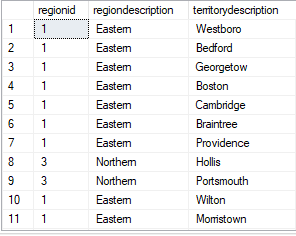 regionid regiondescription territorydescription
1 1 Eastern Westboro
2 1 Eastern Bedford
3 1 Eastern Georgetow
4 1 Eastern Boston
5 1 Eastern Cambridge
6 1 Eastern Braintree
7 1 Eastern Providence
8 3 Northern Hollis
9 3 Northern Portsmouth
10 1 Eastern Wilton
11 1 Eastern Morristown